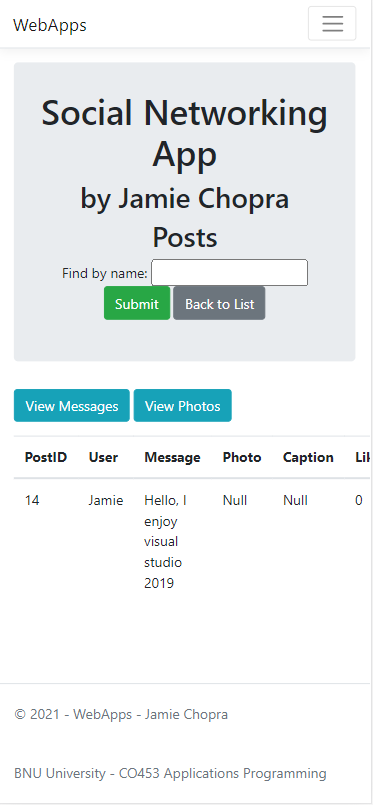 WebApps
Social Networking
App
by Jamie Chopra
Posts
Find by name:
Submit Back to List
View Messages View Photos
PostID User Message Photo Caption
14 Jamie Hello, I Null Null 0
enjoy
visual
studio
2019
© 2021 - WebApps - Jamie Chopra
BNU University - CO453 Applications Programming